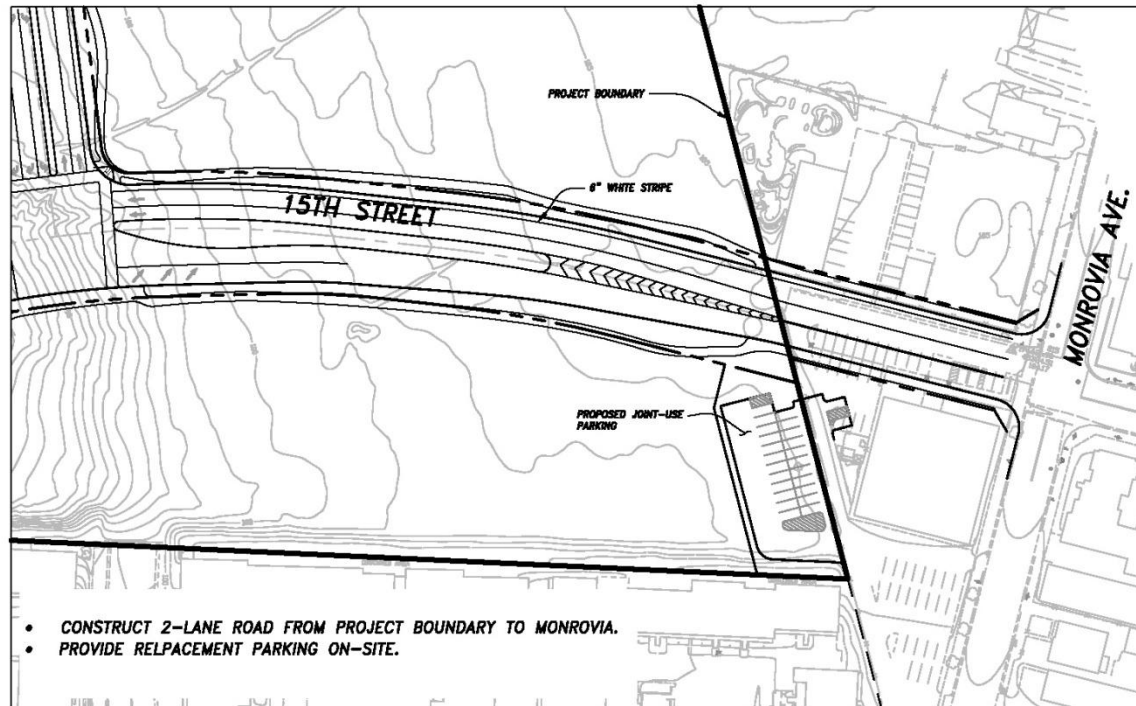 PROJECT BOUNDARY
6" WHITE STRIPE
15TH STREET
MONROVIA AVE.
PROPOSED JOINT-USE
PARKING
• CONSTRUCT 2-LANE ROAD FROM PROJECT BOUNDARY TO MONROVIA.
• PROVIDE RELPACEMENT PARKING ON-SITE.